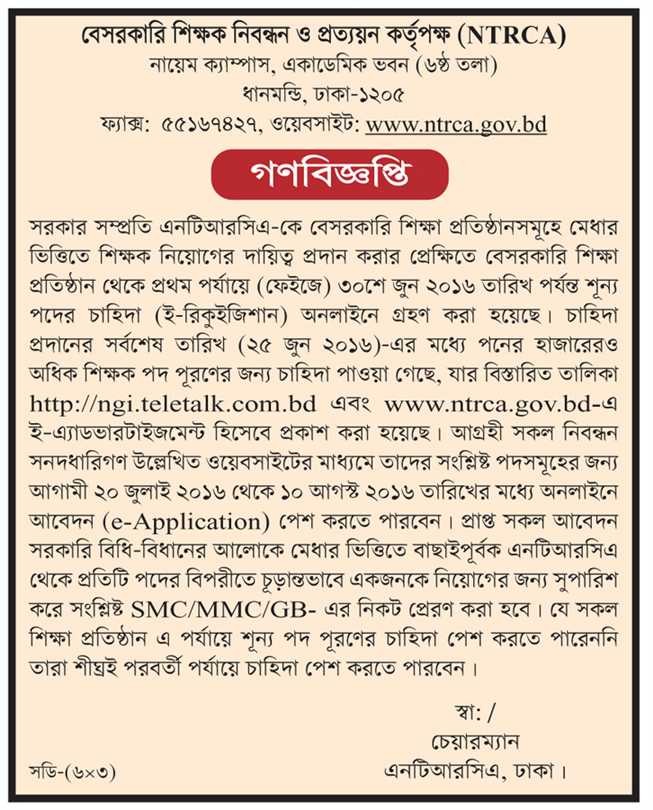 বেসরকারি শিক্ষক নিবন্ধন ও প্রত্যয়ন কর্তৃপক্ষ (NTRCA)
নায়েম ক্যাম্পাস, একাডেমিক ভবন (৬ষ্ঠ তলা)
ধানমন্ডি, ঢাকা-১২০৫
ফ্যাক্স: ৫৫১৬৭৪২৭, ওয়েবসাইট: www.ntrca.gov.bd
গণবিজ্ঞপ্তি
সরকার সম্প্রতি এনটিআরসিএ-কে বেসরকারি শিক্ষা প্রতিষ্ঠানসমূহে মেধার
ভিত্তিতে শিক্ষক নিয়োগের দায়িত্ব প্রদান করার প্রেক্ষিতে বেসরকারি শিক্ষা
প্রতিষ্ঠান থেকে প্রথম পর্যায়ে (ফেইজে) ৩০শে জুন ২০১৬ তারিখ পর্যন্ত শূন্য
পদের চাহিদা (ই-রিকুইজিশান) অনলাইনে গ্রহণ করা হয়েছে। চাহিদা
প্রদানের সর্বশেষ তারিখ (২৫ জুন ২০১৬)-এর মধ্যে পনের হাজারেরও
অধিক শিক্ষক পদ পূরণের জন্য চাহিদা পাওয়া গেছে, যার বিস্তারিত তালিকা
http://ngi.teletalk.com.bd এবং www.ntrca.gov.bd-এ
ই-এ্যাডভারটাইজমেন্ট হিসেবে প্রকাশ করা হয়েছে। আগ্রহী সকল নিবন্ধন
সনদধারিগণ উল্লেখিত ওয়েবসাইটের মাধ্যমে তাদের সংশ্লিষ্ট পদসমূহের জন্য
আগামী ২০ জুলাই ২০১৬ থেকে ১০ আগস্ট ২০১৬ তারিখের মধ্যে অনলাইনে
আবেদন (e-Application) পেশ করতে পারবেন। প্রাপ্ত সকল আবেদন
সরকারি বিধি-বিধানের আলোকে মেধার ভিত্তিতে বাছাইপূর্বক এনটিআরসিএ
থেকে প্রতিটি পদের বিপরীতে চূড়ান্তভাবে একজনকে নিয়োগের জন্য সুপারিশ
করে সংশ্লিষ্ট SMC/MMC/GB- এর নিকট প্রেরণ করা হবে। যে সকল
শিক্ষা প্রতিষ্ঠান এ পর্যায়ে শূন্য পদ পূরণের চাহিদা পেশ করতে পারেননি
তারা শীঘ্রই পরবর্তী পর্যায়ে চাহিদা পেশ করতে পারবেন।
স্বা: /
চেয়ারম্যান
এনটিআরসিএ, ঢাকা।
সডি-(৬×৩)